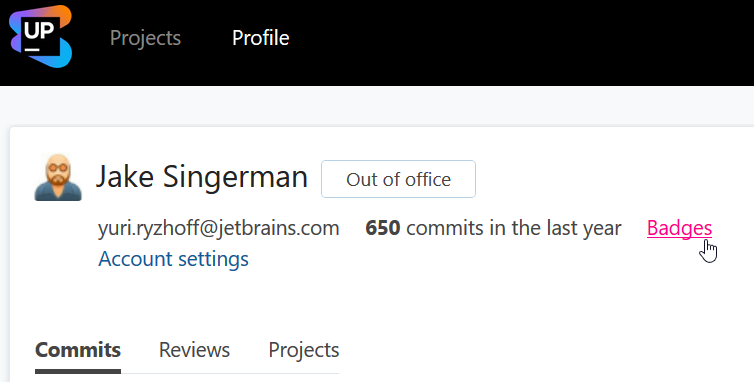 UP Projects Profile
Jake Singerman Out of office
yuri.ryzhoff@jetbrains.com 650 commits in the last year Badges
Account settings
Commits Reviews Projects